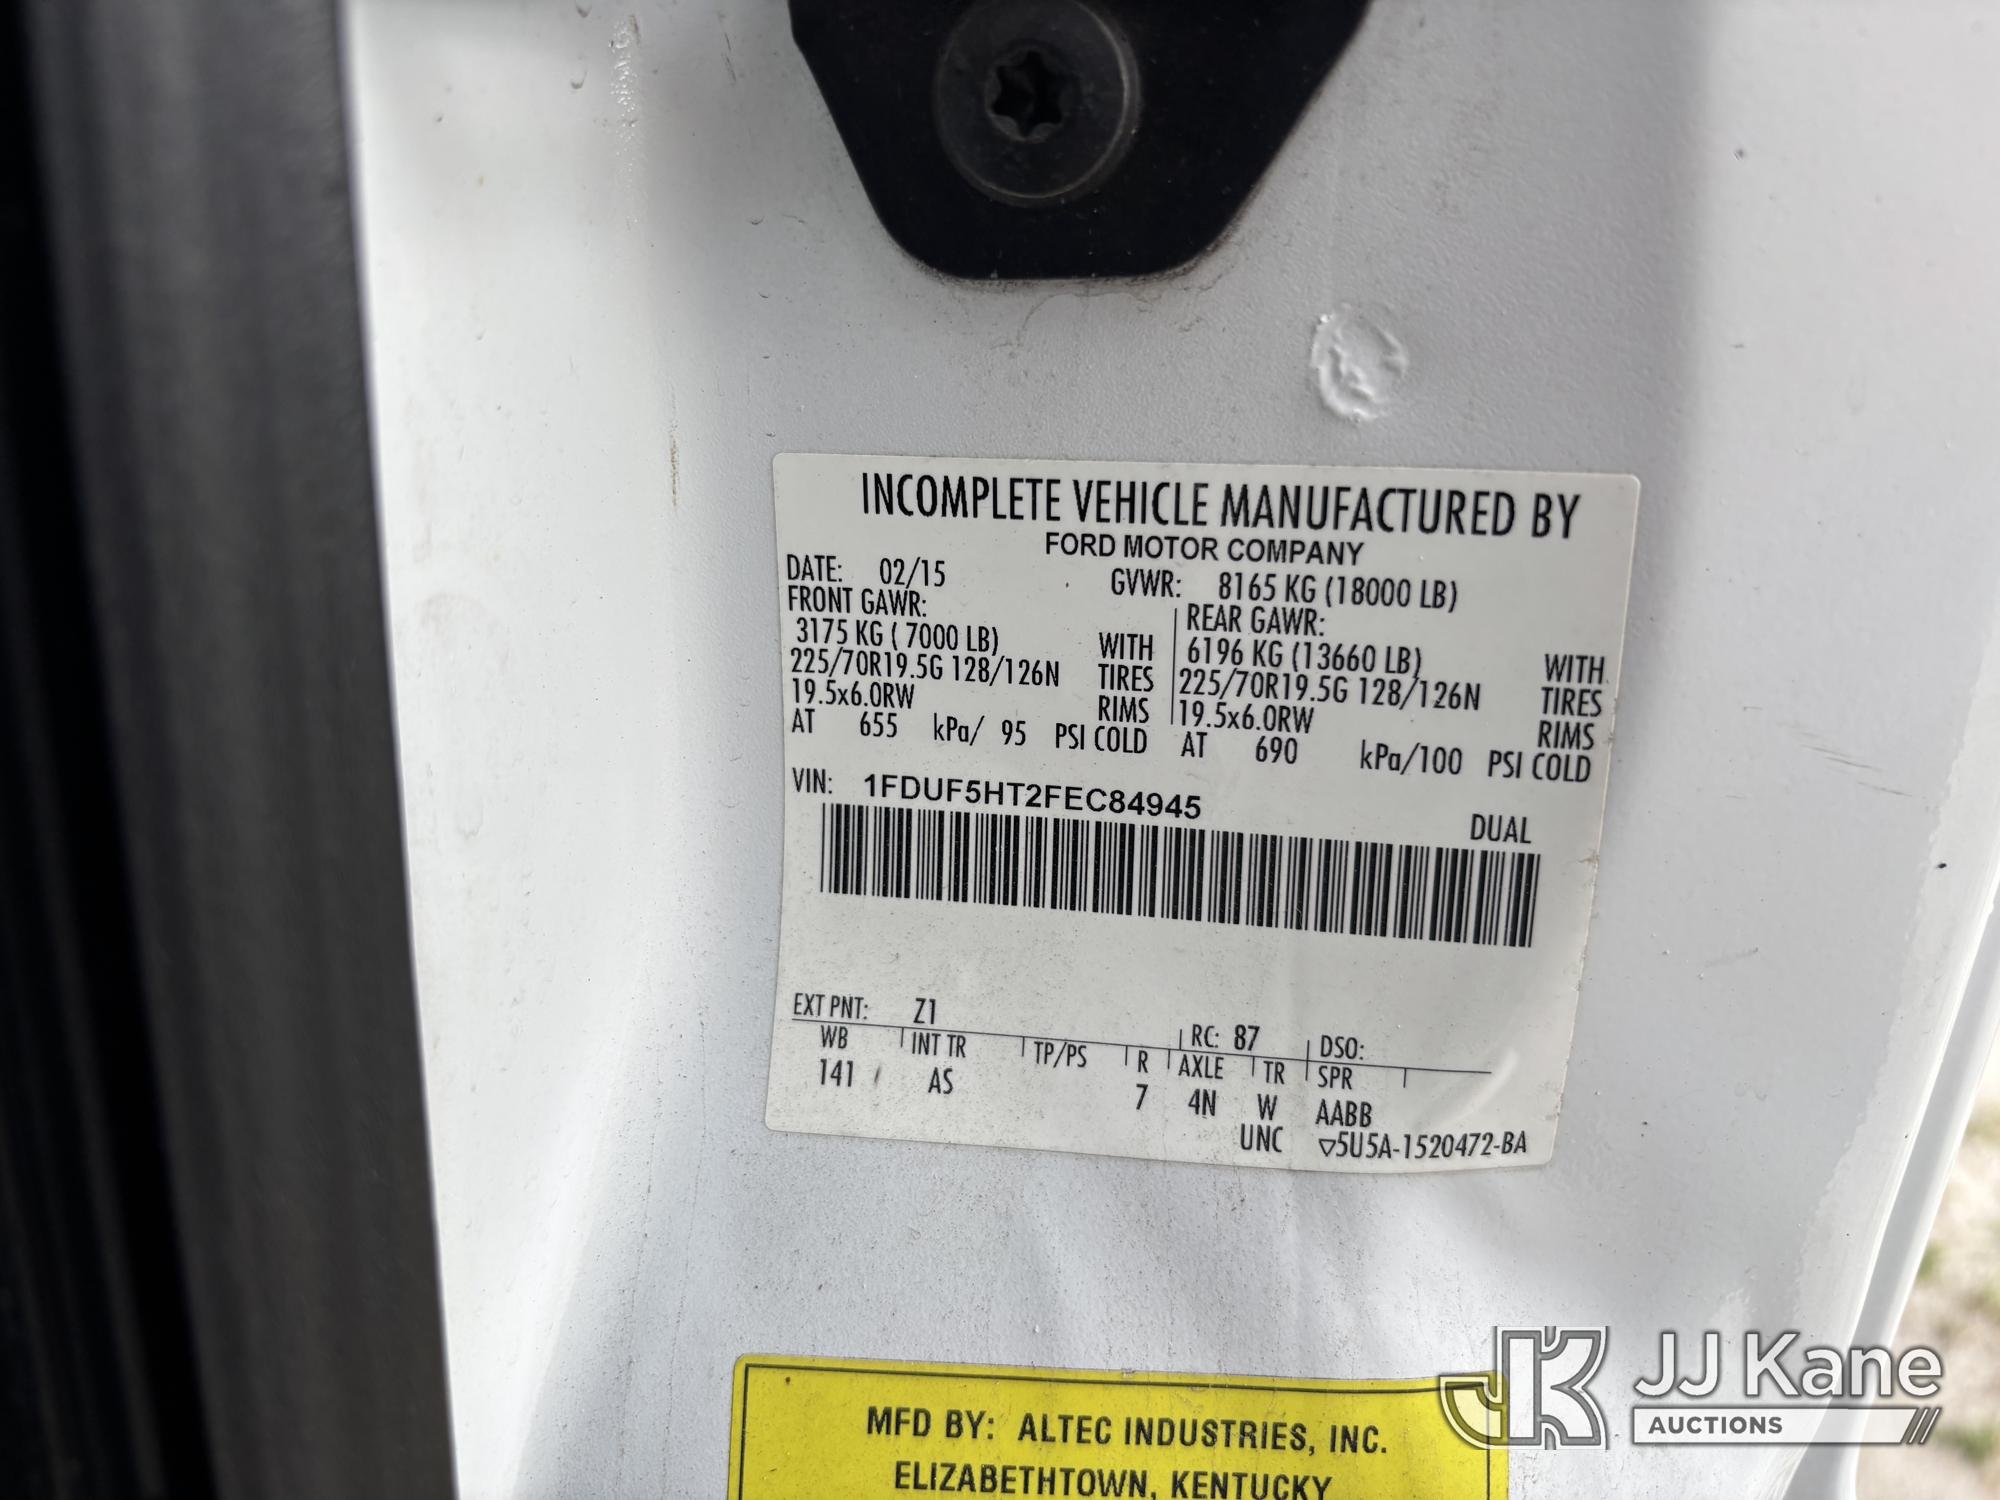 INCOMPLETE VEHICLE MANUFACTURED BY
FORD MOTOR COMPANY
DATE: 02/15 GVWR: 8165 KG (18000 LB)
FRONT GAWR: REAR GAWR:
3175 KG ( 7000 LB) WITH 6196 KG (13660 LB) WITH
225/70R19.5G 128/126N TIRES 225/70R19.5G 128/126N TIRES
19.5x6.0RW RIMS 19.5x6.0RW RIMS
AT 655 kPa/ 95 PSI COLD AT 690 kPa/100 PSI COLD
VIN: 1FDUF5HT2FEC84945
DUAL
EXT PNT: Z1 RC: 87 DSO:
WB INT TR TP/PS R AXLE TR SPR
141 AS 7 4N W AABB
UNC ▽5U5A-1520472-BA
MFD BY: ALTEC INDUSTRIES, INC.
ELIZABETHTOWN, KENTUCKY
JK JJ Kane
AUCTIONS